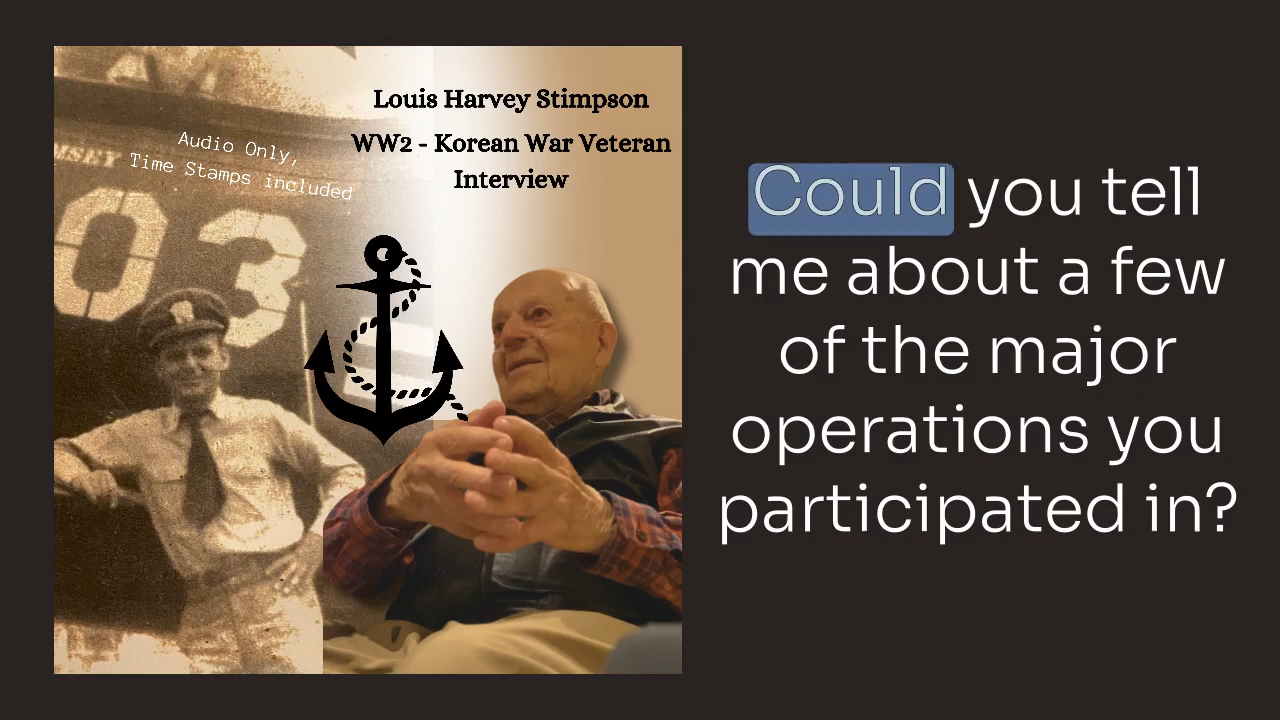 Louis Harvey Stimpson
WW2 - Korean War Veteran
Interview
Audio Only,
Time Stamps included
MSEY
03
Could you tell
me about a few
of the major
operations you
participated in?